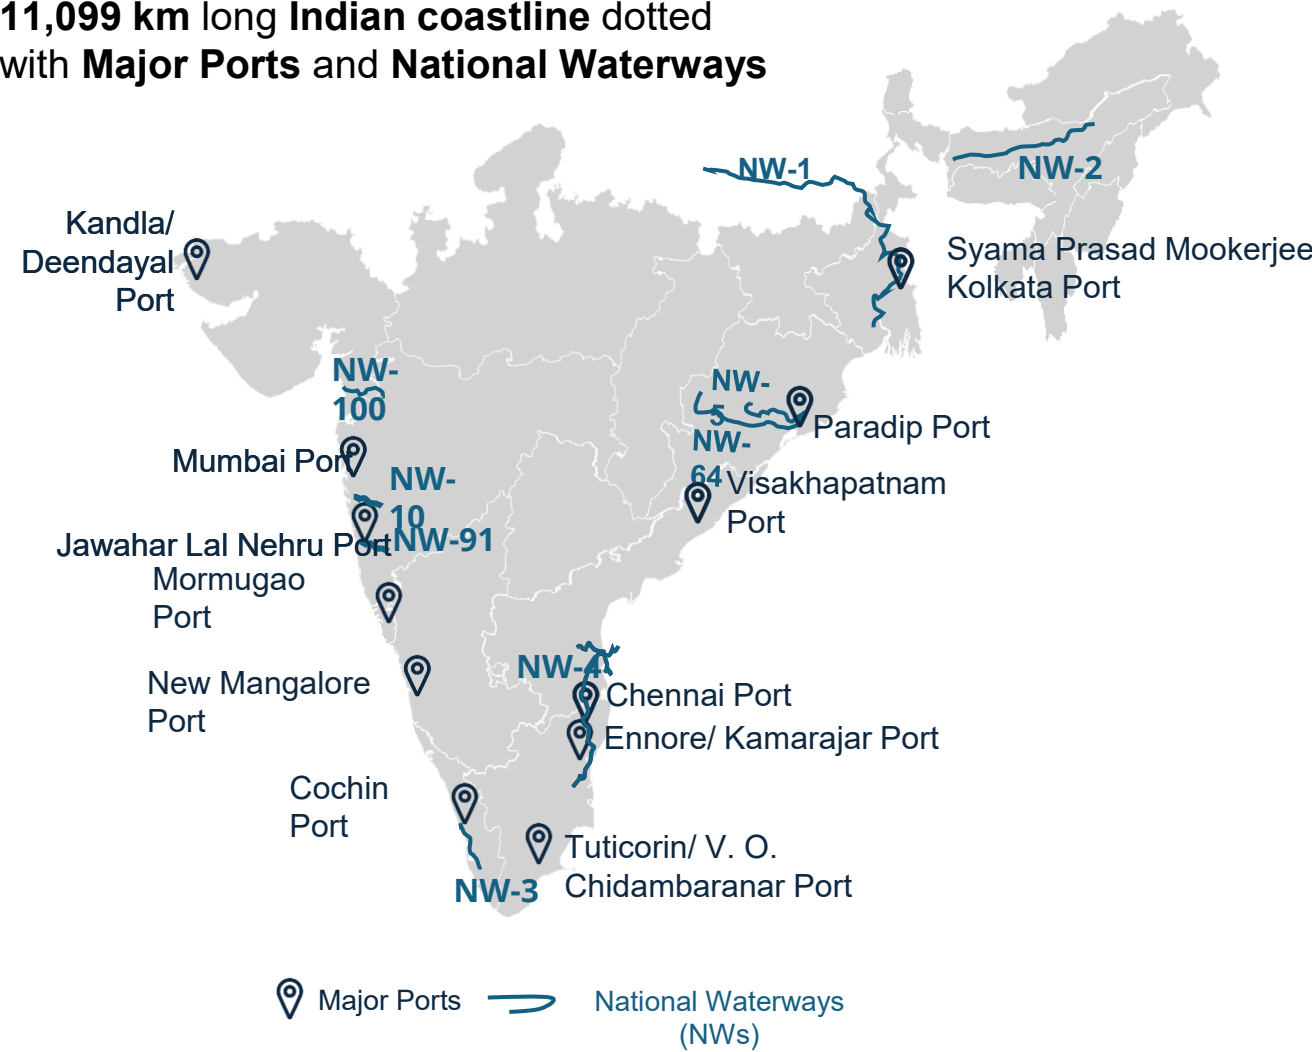 11,099 km long Indian coastline dotted
with Major Ports and National Waterways
NW-1
NW-2
Kandla/
Deendayal
Port
Syama Prasad Mookerjee
Kolkata Port
NW-
100
NW-
5
Paradip Port
NW-
64
Mumbai Port
NW-
10
Visakhapatnam
Port
Jawahar Lal Nehru Port
NW-91
Mormugao
Port
NW-4
New Mangalore
Port
Chennai Port
Ennore/ Kamarajar Port
Cochin
Port
Tuticorin/ V. O.
Chidambaranar Port
NW-3
Major Ports
National Waterways
(NWs)